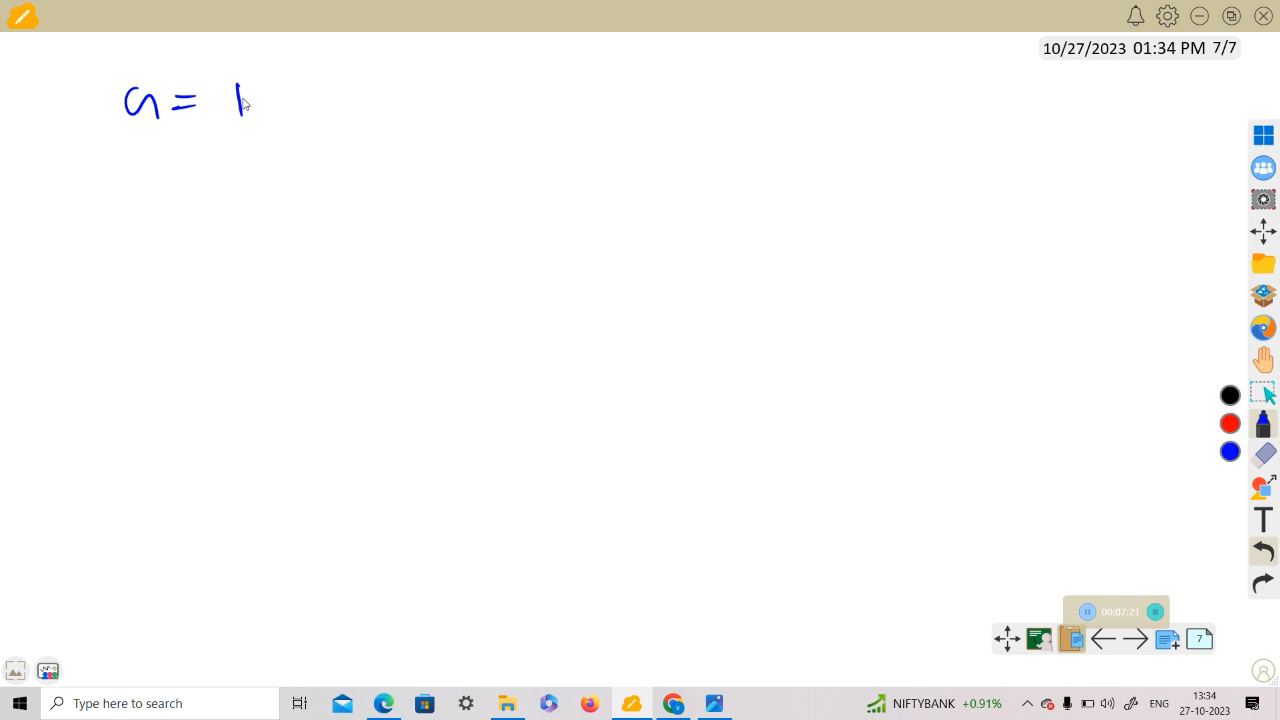 10/27/2023 01:34 PM 7/7
a = 1
T
00:07:21
7
Type here to search
NIFTYBANK +0.91%
ENG
13:34
27-10-2023